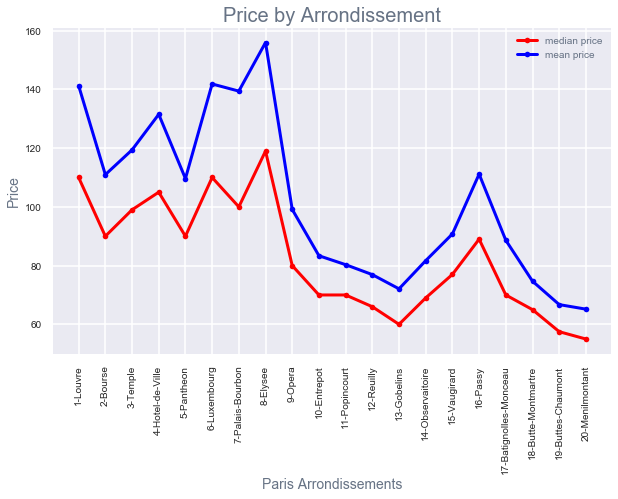 Price by Arrondissement
median price
mean price
160
140
120
100
80
60
Price
1-Louvre
2-Bourse
3-Temple
4-Hotel-de-Ville
5-Pantheon
6-Luxembourg
7-Palais-Bourbon
8-Elysee
9-Opera
10-Entrepot
11-Popincourt
12-Reuilly
13-Gobelins
14-Observaitoire
15-Vaugirard
16-Passy
17-Batignolles-Monceau
18-Butte-Montmartre
19-Buttes-Chaumont
20-Menilmontant
Paris Arrondissements